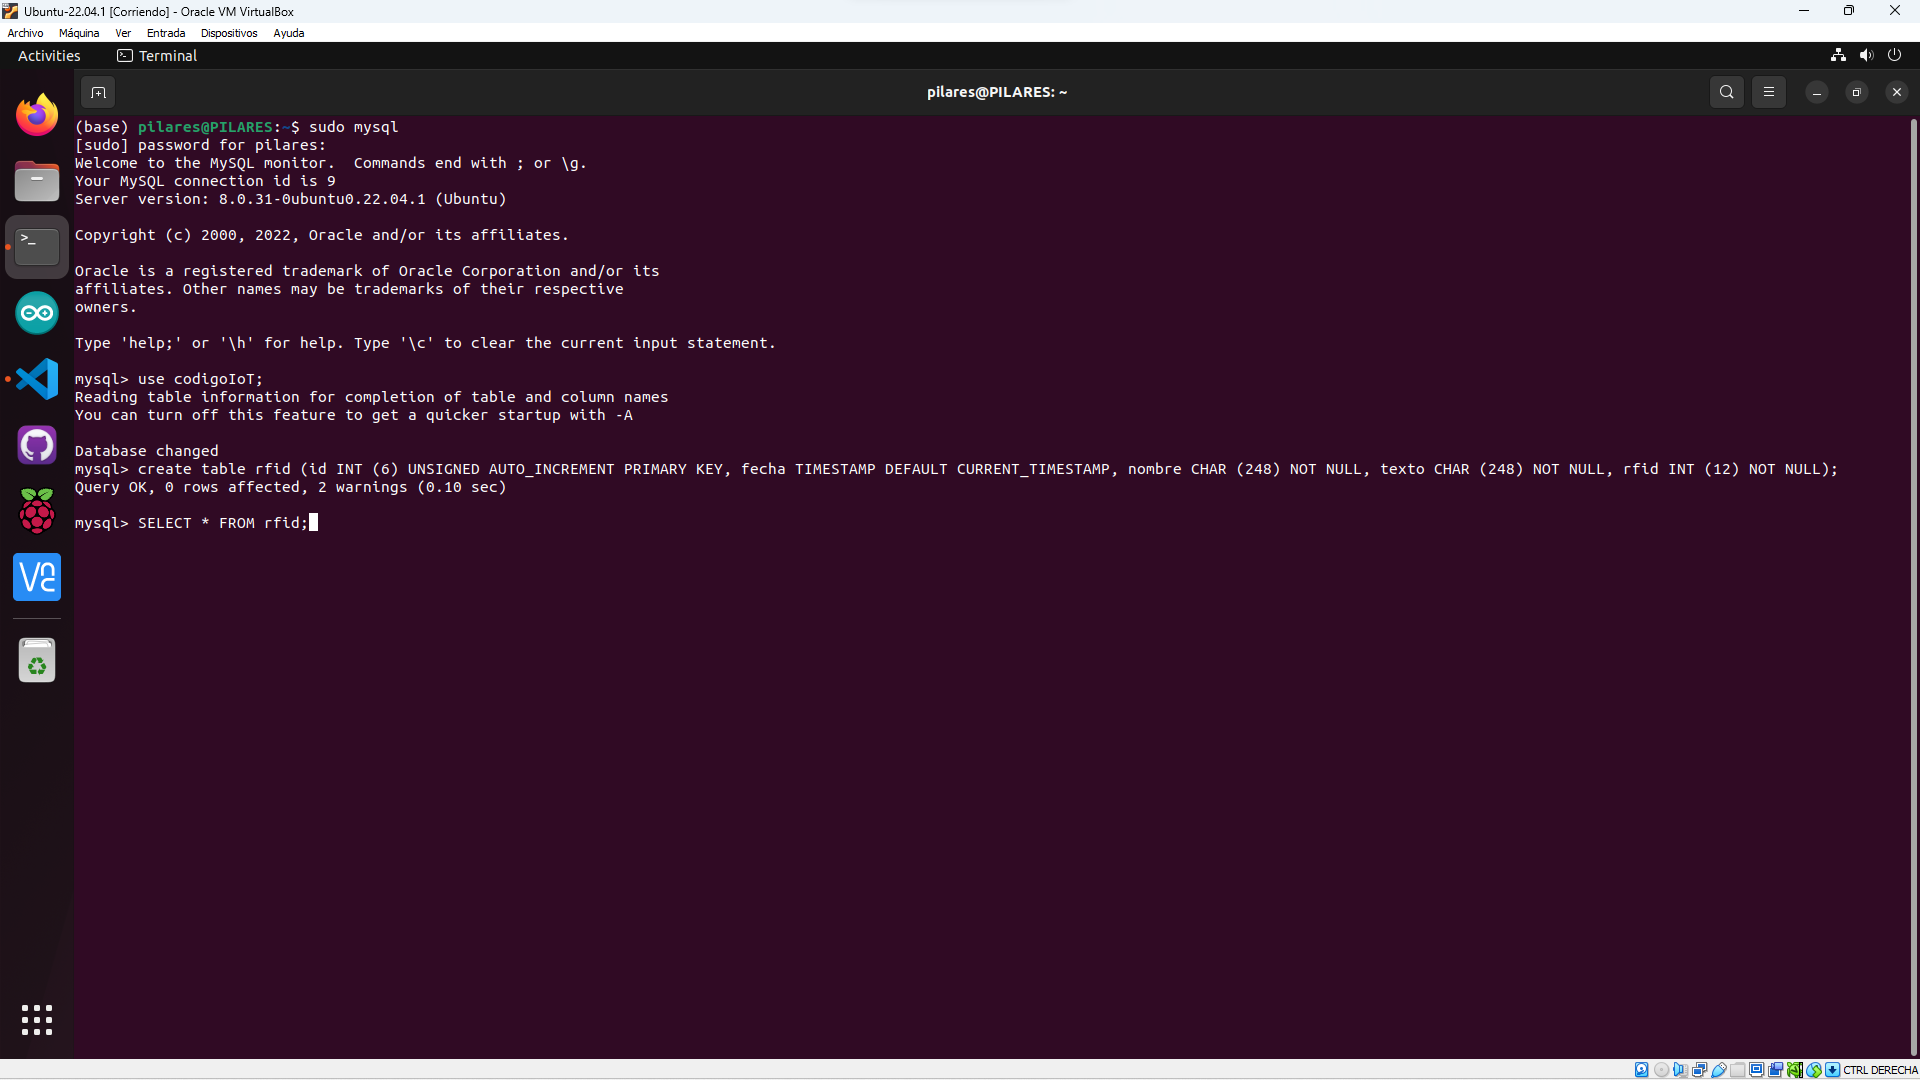 Ubuntu-22.04.1 [Corriendo] - Oracle VM VirtualBox
Archivo Máquina Ver Entrada Dispositivos Ayuda
Activities Terminal
pilares@PILARES: ~
(base) pilares@PILARES:~$ sudo mysql
[sudo] password for pilares:
Welcome to the MySQL monitor.  Commands end with ; or \g.
Your MySQL connection id is 9
Server version: 8.0.31-0ubuntu0.22.04.1 (Ubuntu)
Copyright (c) 2000, 2022, Oracle and/or its affiliates.
Oracle is a registered trademark of Oracle Corporation and/or its
affiliates. Other names may be trademarks of their respective
owners.
Type 'help;' or '\h' for help. Type '\c' to clear the current input statement.
mysql> use codigoIoT;
Reading table information for completion of table and column names
You can turn off this feature to get a quicker startup with -A
Database changed
mysql> create table rfid (id INT (6) UNSIGNED AUTO_INCREMENT PRIMARY KEY, fecha TIMESTAMP DEFAULT CURRENT_TIMESTAMP, nombre CHAR (248) NOT NULL, texto CHAR (248) NOT NULL, rfid INT (12) NOT NULL);
Query OK, 0 rows affected, 2 warnings (0.10 sec)
mysql> SELECT * FROM rfid;
CTRL DERECHA